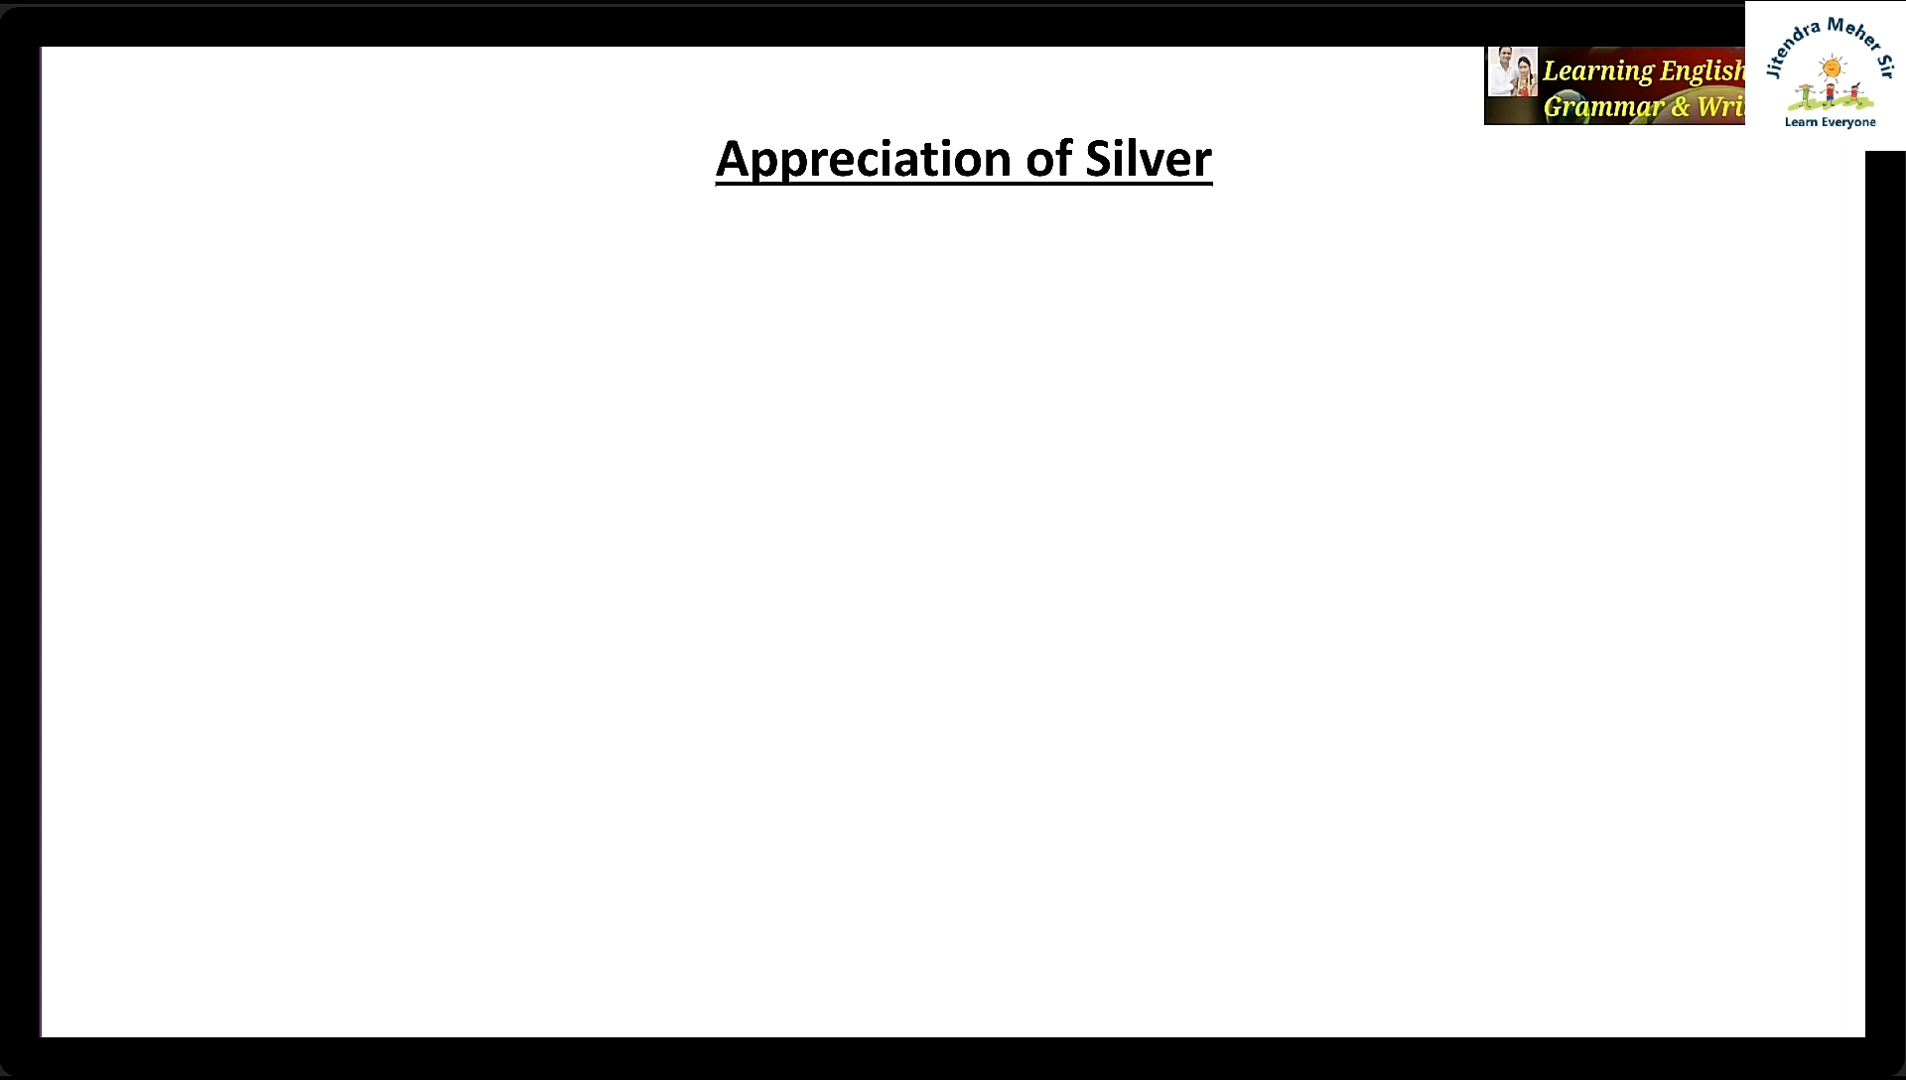 Jitendra Meher Sir
Learn Everyone
Learning English
Grammar & Wri
Appreciation of Silver